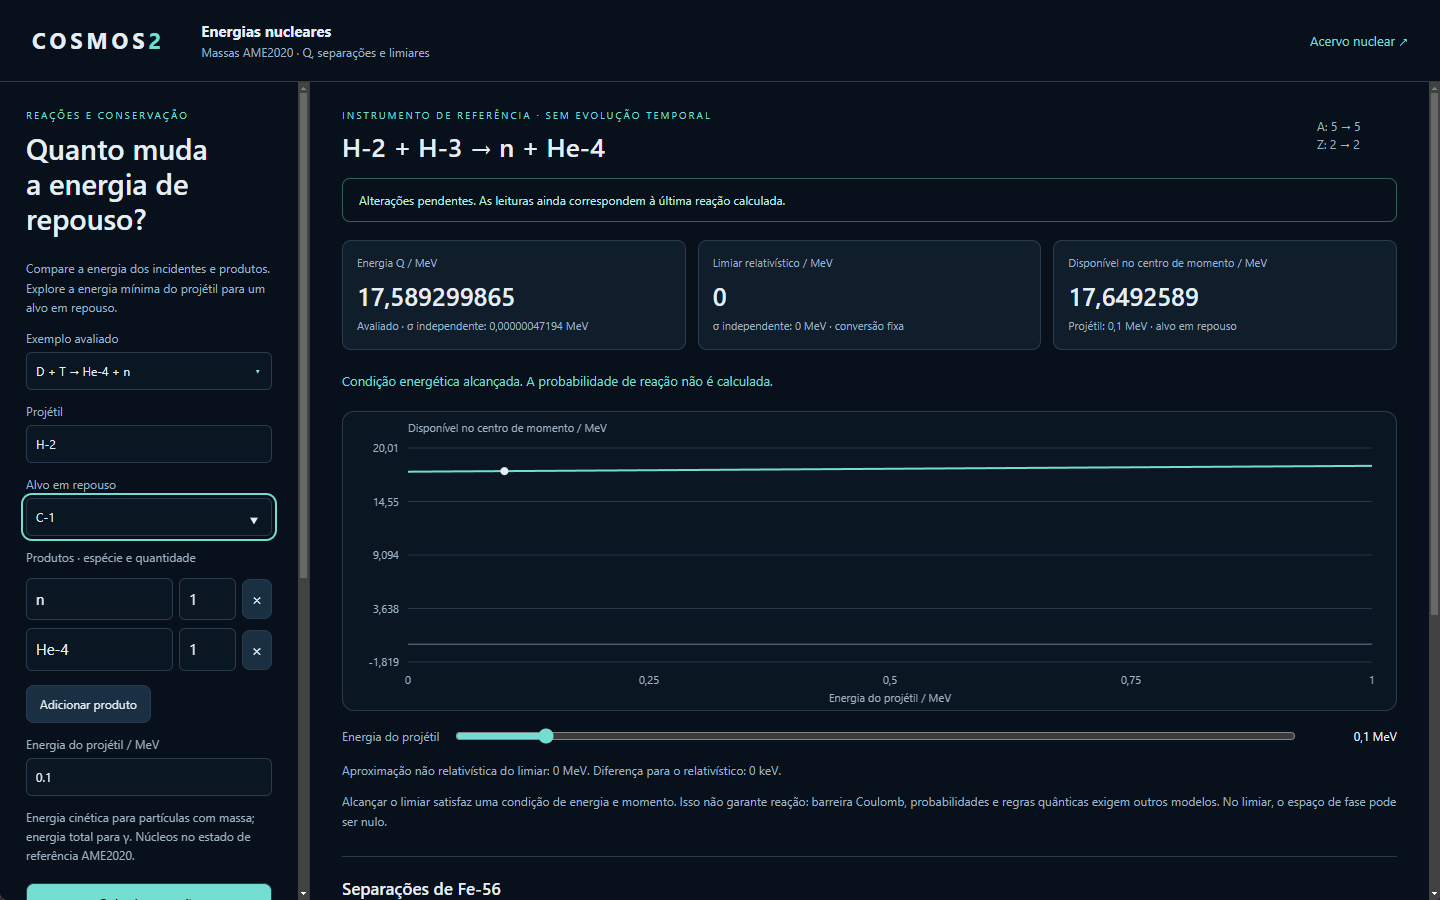 COSMOS2
Energias nucleares
Massas AME2020 · Q, separações e limiares
Acervo nuclear ↗
REAÇÕES E CONSERVAÇÃO
Quanto muda
a energia de
repouso?
Compare a energia dos incidentes e produtos.
Explore a energia mínima do projétil para um
alvo em repouso.
Exemplo avaliado
D + T → He-4 + n
Projétil
H-2
Alvo em repouso
C-1
Produtos · espécie e quantidade
n
1
×
He-4
1
×
Adicionar produto
Energia do projétil / MeV
0.1
Energia cinética para partículas com massa;
energia total para γ. Núcleos no estado de
referência AME2020.
INSTRUMENTO DE REFERÊNCIA · SEM EVOLUÇÃO TEMPORAL
H-2 + H-3 → n + He-4
A: 5 → 5
Z: 2 → 2
Alterações pendentes. As leituras ainda correspondem à última reação calculada.
Energia Q / MeV
17,589299865
Avaliado · σ independente: 0,00000047194 MeV
Limiar relativístico / MeV
0
σ independente: 0 MeV · conversão fixa
Disponível no centro de momento / MeV
17,6492589
Projétil: 0,1 MeV · alvo em repouso
Condição energética alcançada. A probabilidade de reação não é calculada.
Disponível no centro de momento / MeV
20,01
14,55
9,094
3,638
-1,819
0
0,25
0,5
0,75
1
Energia do projétil / MeV
Energia do projétil
0,1 MeV
Aproximação não relativística do limiar: 0 MeV. Diferença para o relativístico: 0 keV.
Alcançar o limiar satisfaz uma condição de energia e momento. Isso não garante reação: barreira Coulomb, probabilidades e regras quânticas exigem outros modelos. No limiar, o espaço de fase pode
ser nulo.
Separações de Fe-56